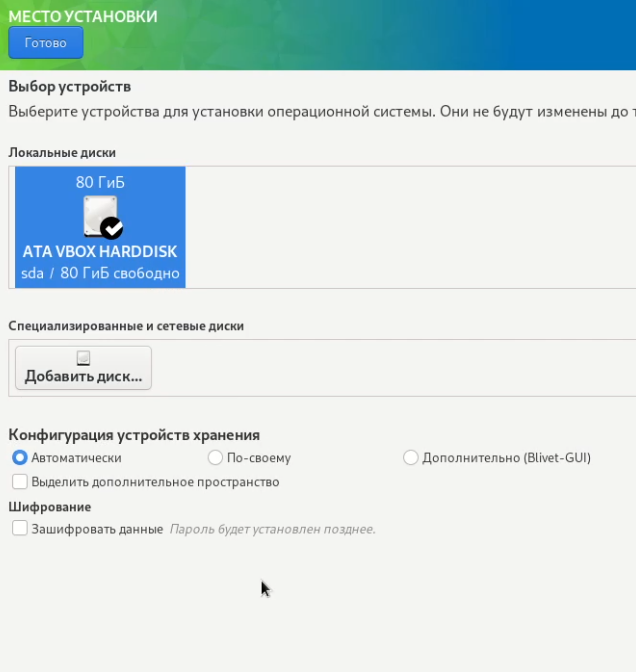 МЕСТО УСТАНОВКИ
Готово
Выбор устройств
Выберите устройства для установки операционной системы. Они не будут изменены до
Локальные диски
80 ГиБ
ATA VBOX HARDDISK
sda / 80 ГиБ свободно
Специализированные и сетевые диски
Добавить диск...
Конфигурация устройств хранения
Автоматически По-своему Дополнительно (Blivet-GUI)
Выделить дополнительное пространство
Шифрование
Зашифровать данные Пароль будет установлен позднее.